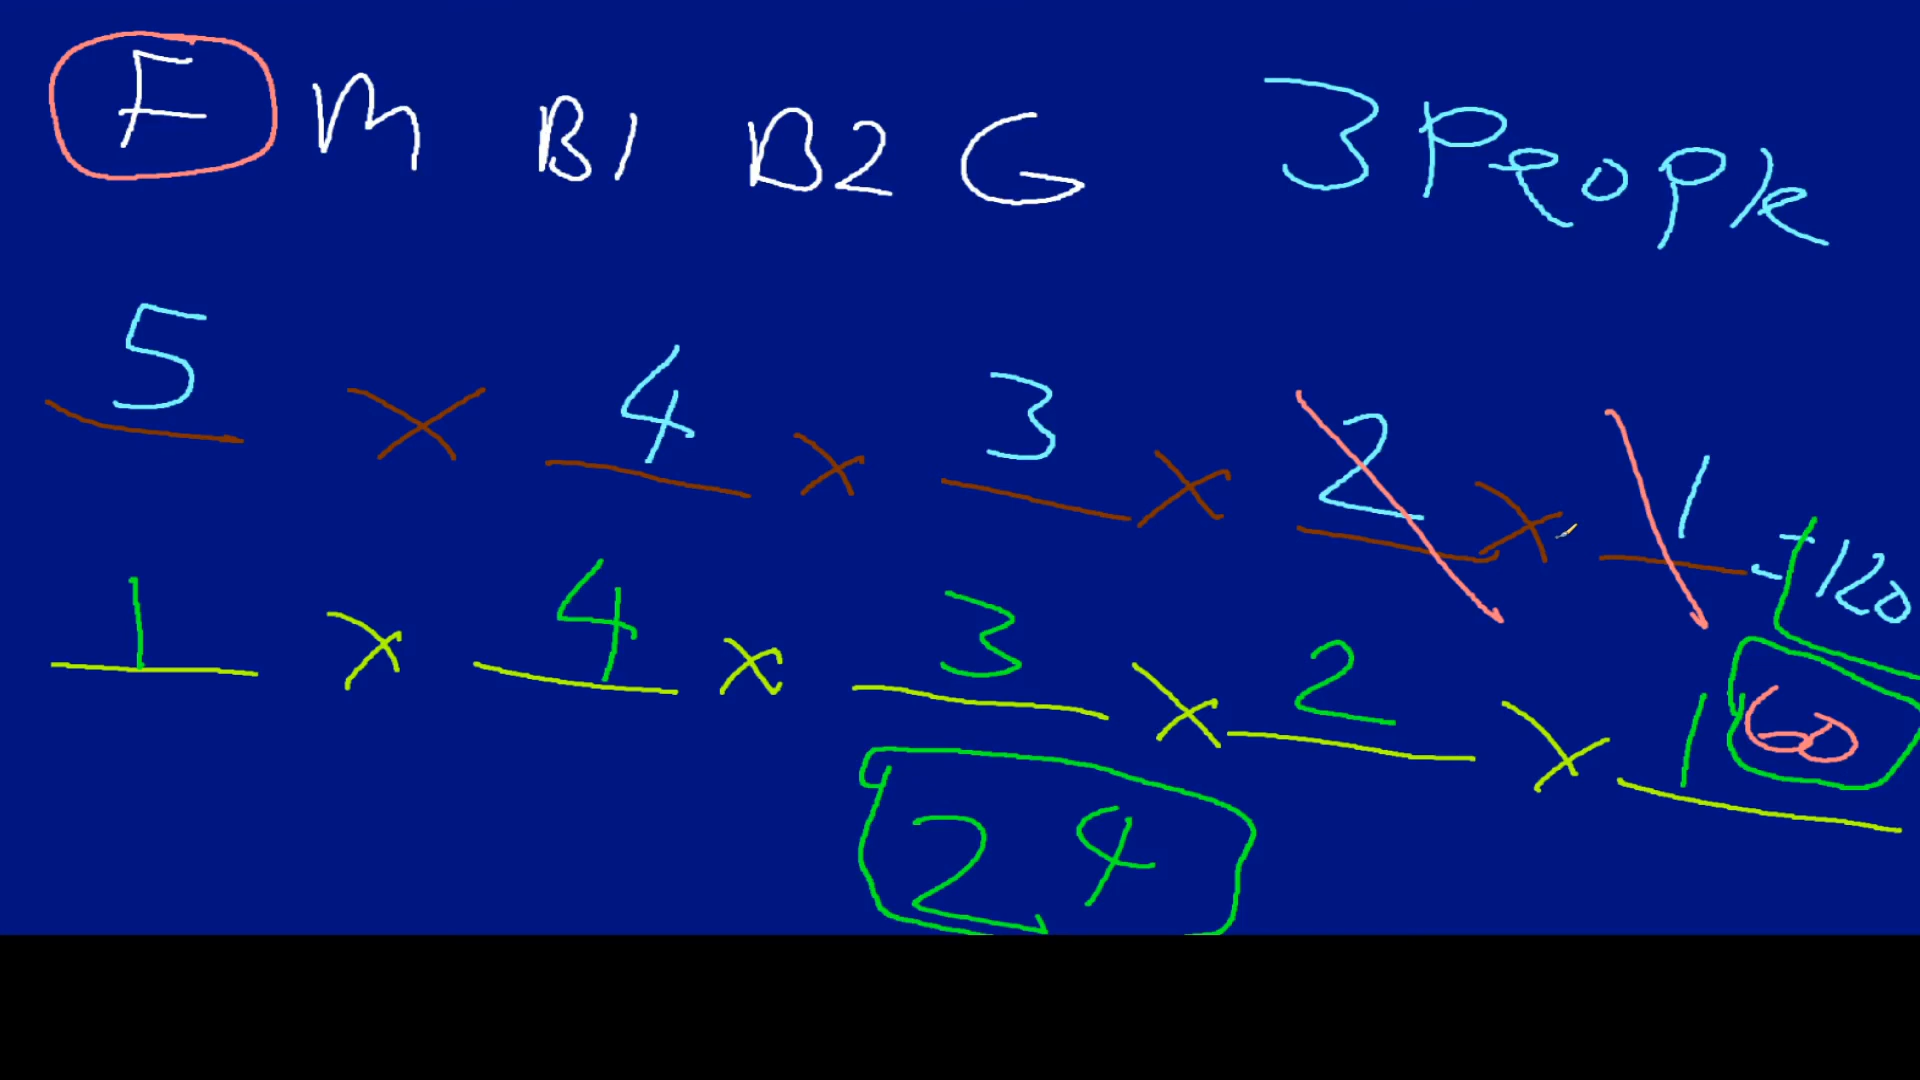 F M B1 B2 G 3 People
5 × 4 × 3 × 2 × 1 = 120
1 × 4 × 3 × 2 × 1 60
24